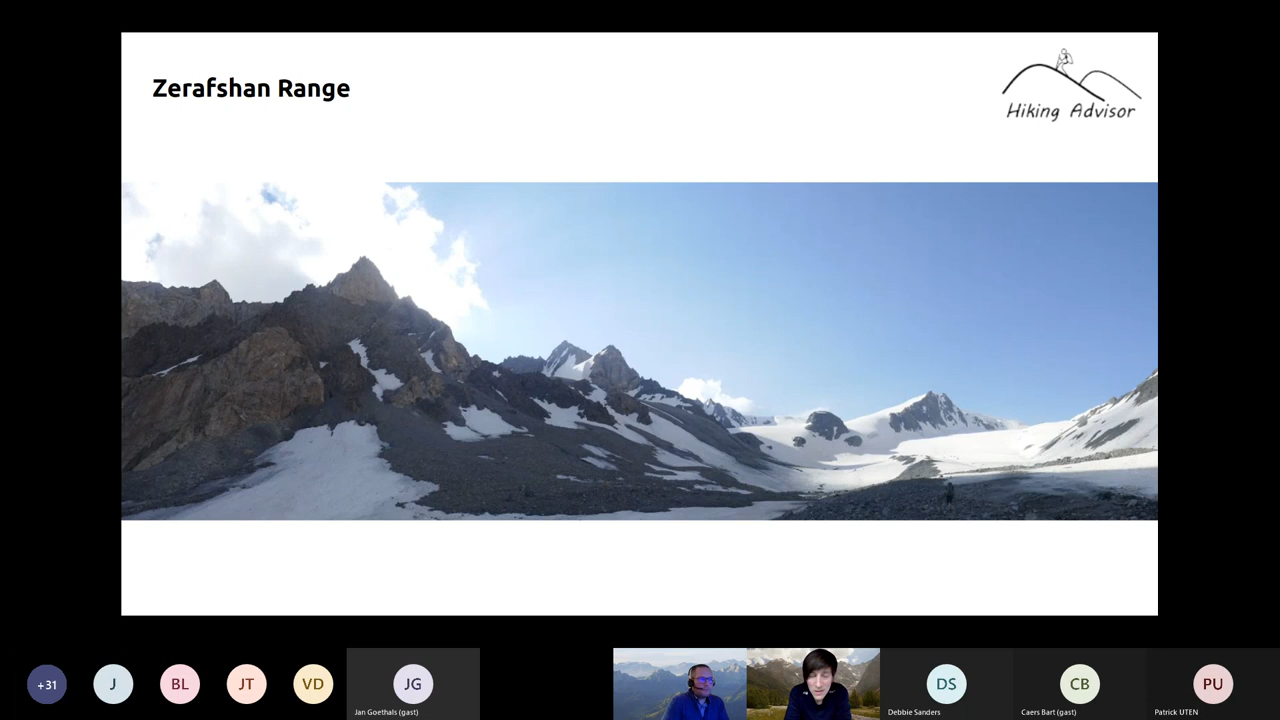 Zerafshan Range
Hiking Advisor
+31
J
BL
JT
VD
JG
Jan Goethals (gast)
DS
Debbie Sanders
CB
Caers Bart (gast)
PU
Patrick UTEN